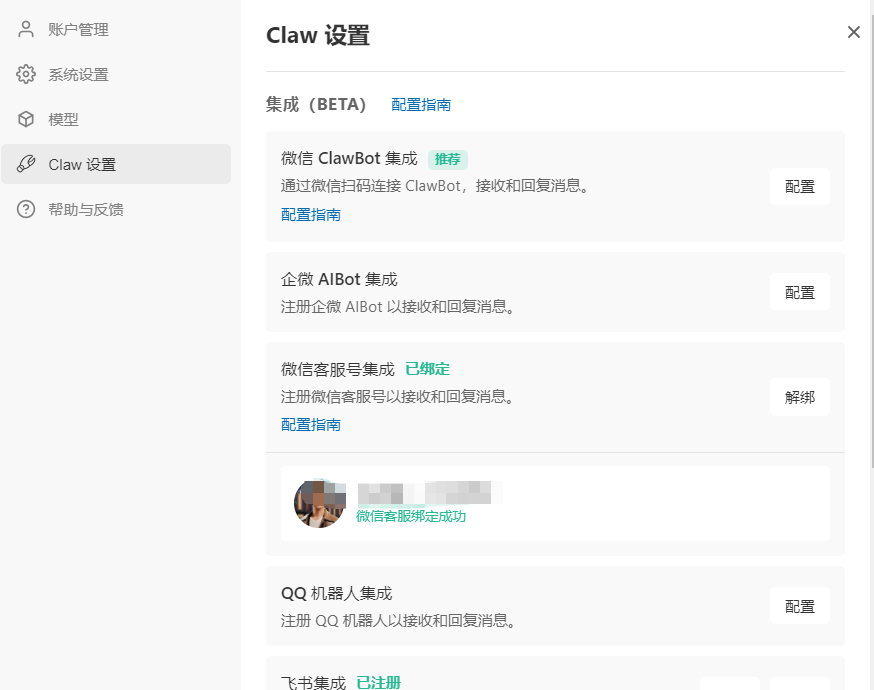 账户管理
系统设置
模型
Claw 设置
帮助与反馈
Claw 设置
集成（BETA） 配置指南
微信 ClawBot 集成 推荐
通过微信扫码连接 ClawBot，接收和回复消息。
配置指南
配置
企微 AIBot 集成
注册企微 AIBot 以接收和回复消息。
配置
微信客服号集成 已绑定
注册微信客服号以接收和回复消息。
配置指南
解绑
微信客服绑定成功
QQ 机器人集成
注册 QQ 机器人以接收和回复消息。
配置
飞书集成 已注册